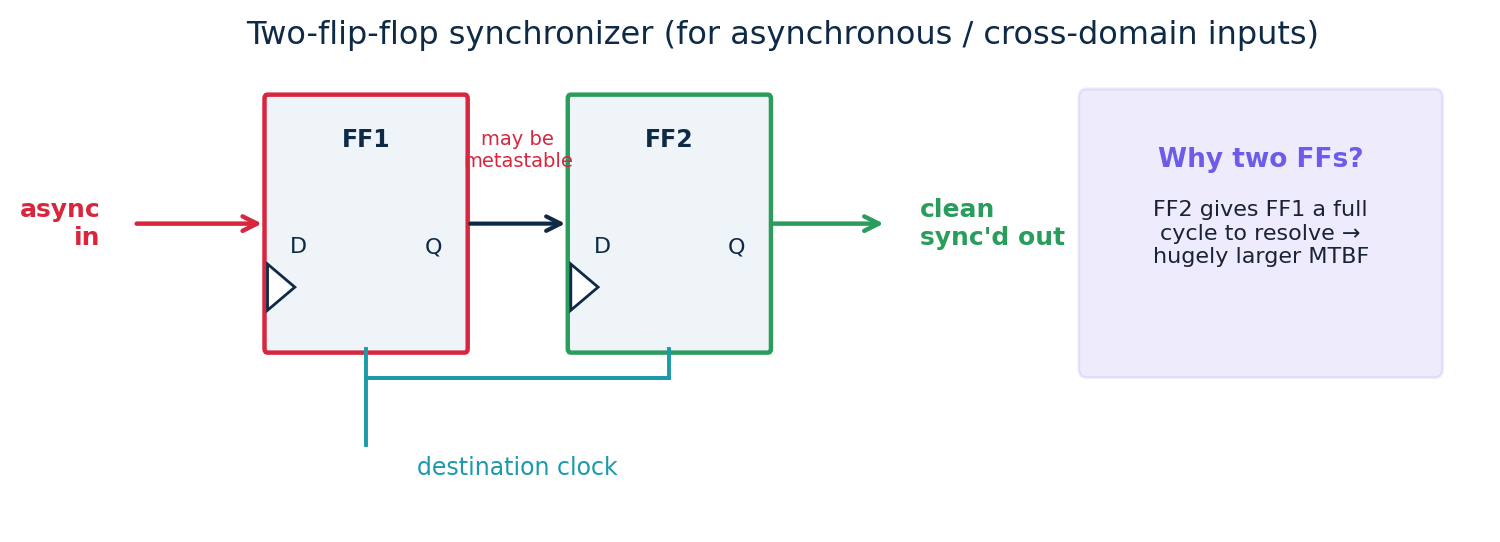 Two-flip-flop synchronizer (for asynchronous / cross-domain inputs)
async
in
FF1
D
Q
may be
metastable
FF2
D
Q
clean
sync'd out
destination clock
Why two FFs?
FF2 gives FF1 a full
cycle to resolve →
hugely larger MTBF